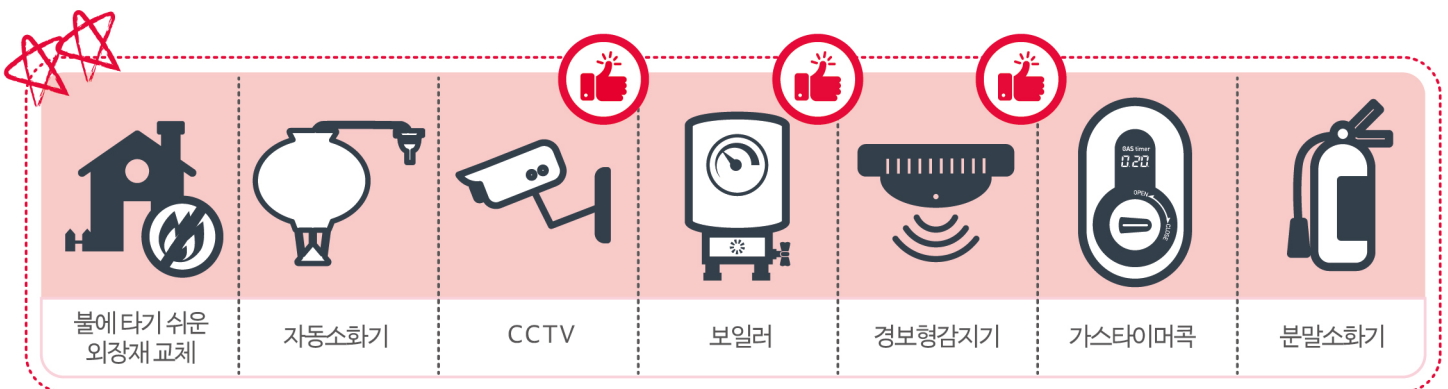 GAS timer
0:20
OPEN
CLOSE
불에 타기 쉬운
외장재 교체
자동소화기
CCTV
보일러
경보형감지기
가스타이머콕
분말소화기